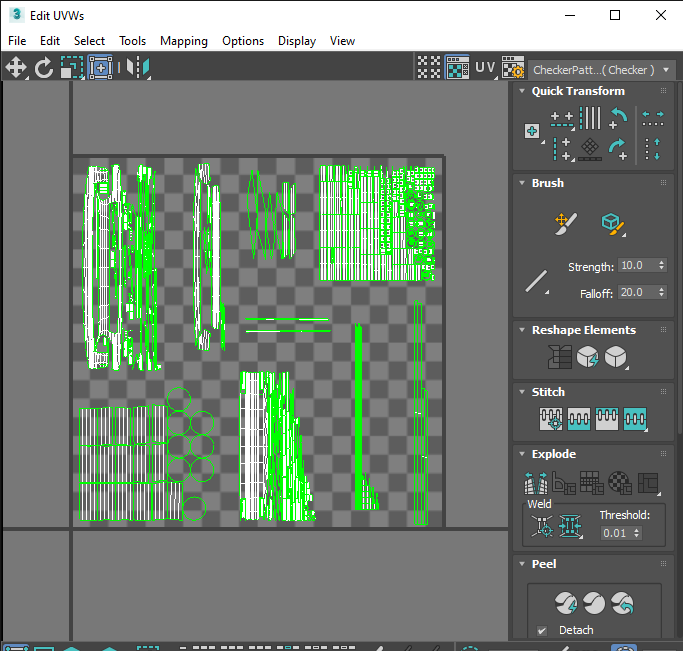 3 Edit UVWs
File Edit Select Tools Mapping Options Display View
UV CheckerPatt...( Checker )
Quick Transform
Brush
Strength: 10.0
Falloff: 20.0
Reshape Elements
Stitch
Explode
Weld
Threshold:
0.01
Peel
Detach